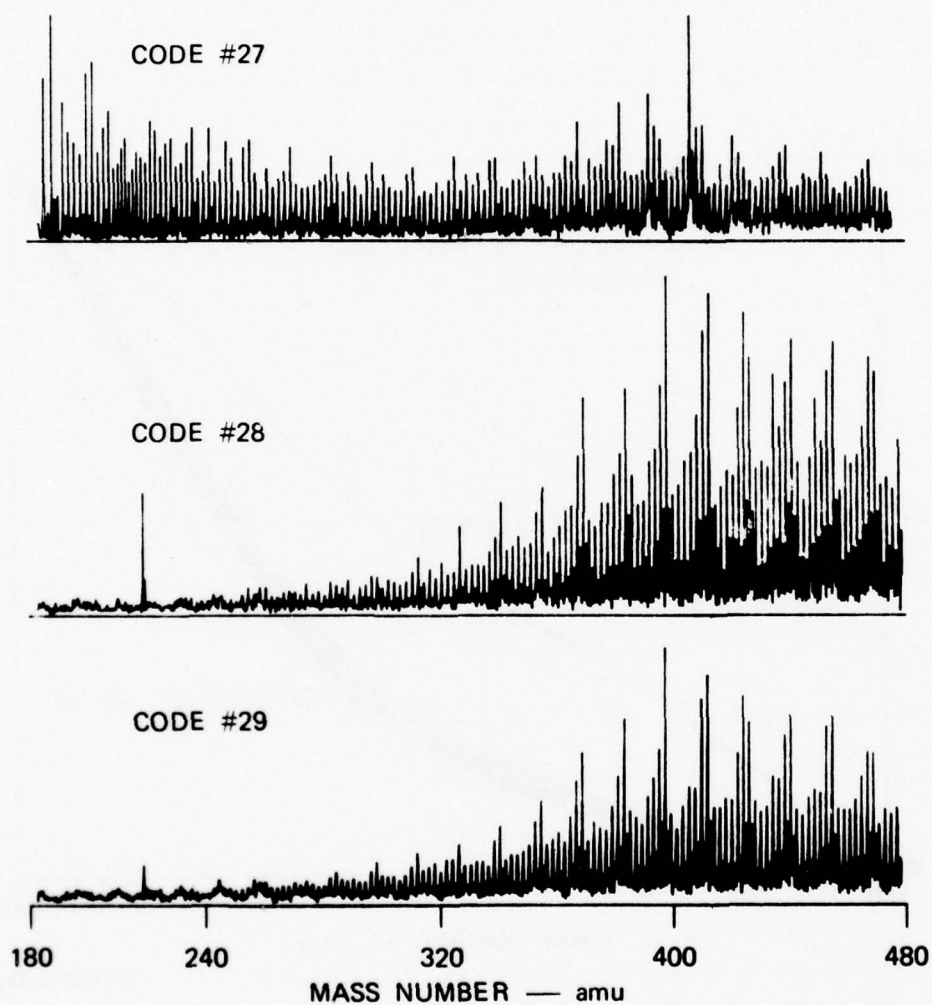 CODE #27
CODE #28
CODE #29
180 240 320 400 480
MASS NUMBER — amu